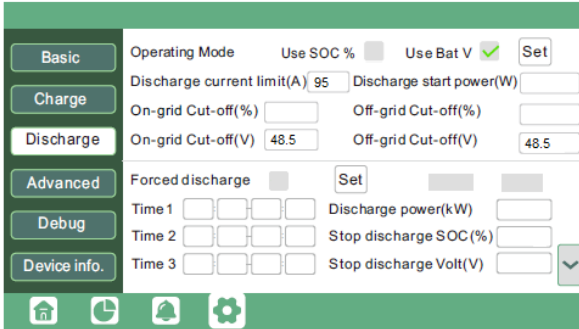 Basic
Charge
Discharge
Advanced
Debug
Device info.
Operating Mode Use SOC % Use Bat V Set
Discharge current limit(A) 95 Discharge start power(W)
On-grid Cut-off(%) Off-grid Cut-off(%)
On-grid Cut-off(V) 48.5 Off-grid Cut-off(V) 48.5
Forced discharge Set
Time 1 Discharge power(kW)
Time 2 Stop discharge SOC(%)
Time 3 Stop discharge Volt(V)